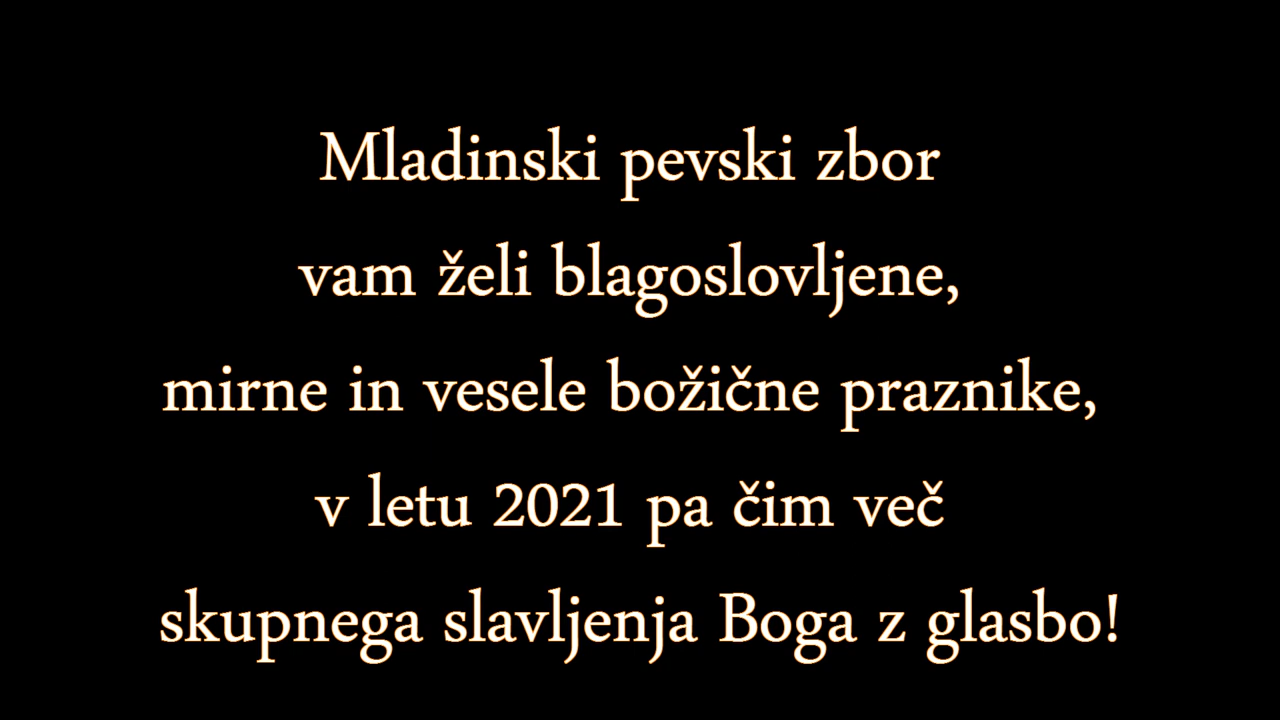 Mladinski pevski zbor
vam želi blagoslovljene,
mirne in vesele božične praznike,
v letu 2021 pa čim več
skupnega slavljenja Boga z glasbo!